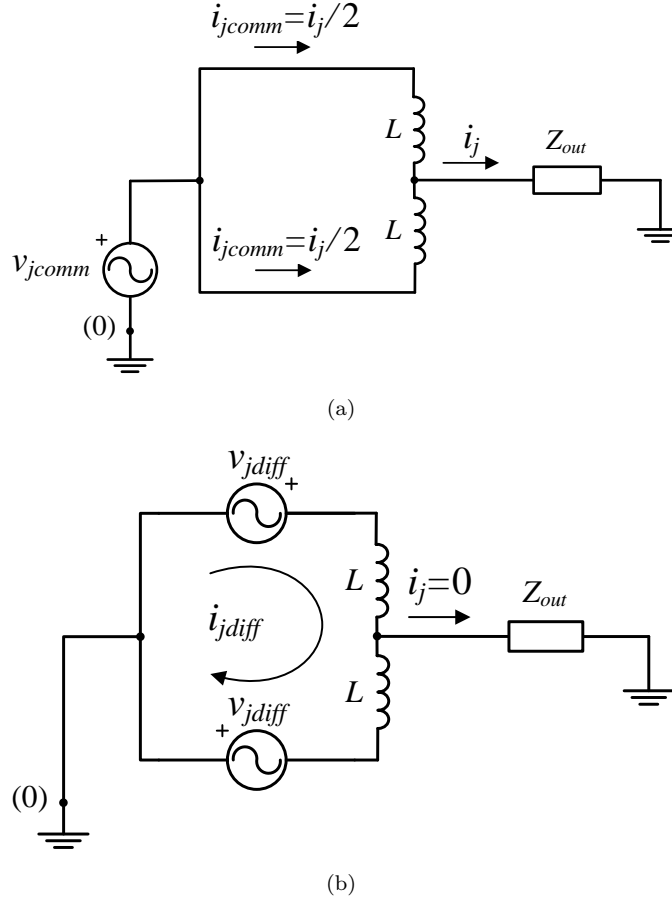 i_jcomm=i_j/2
L
i_j
Z_out
i_jcomm=i_j/2
L
+
v_jcomm
(0)
(a)
v_jdiff
+
L
i_j=0
Z_out
i_jdiff
v_jdiff
L
+
(0)
(b)